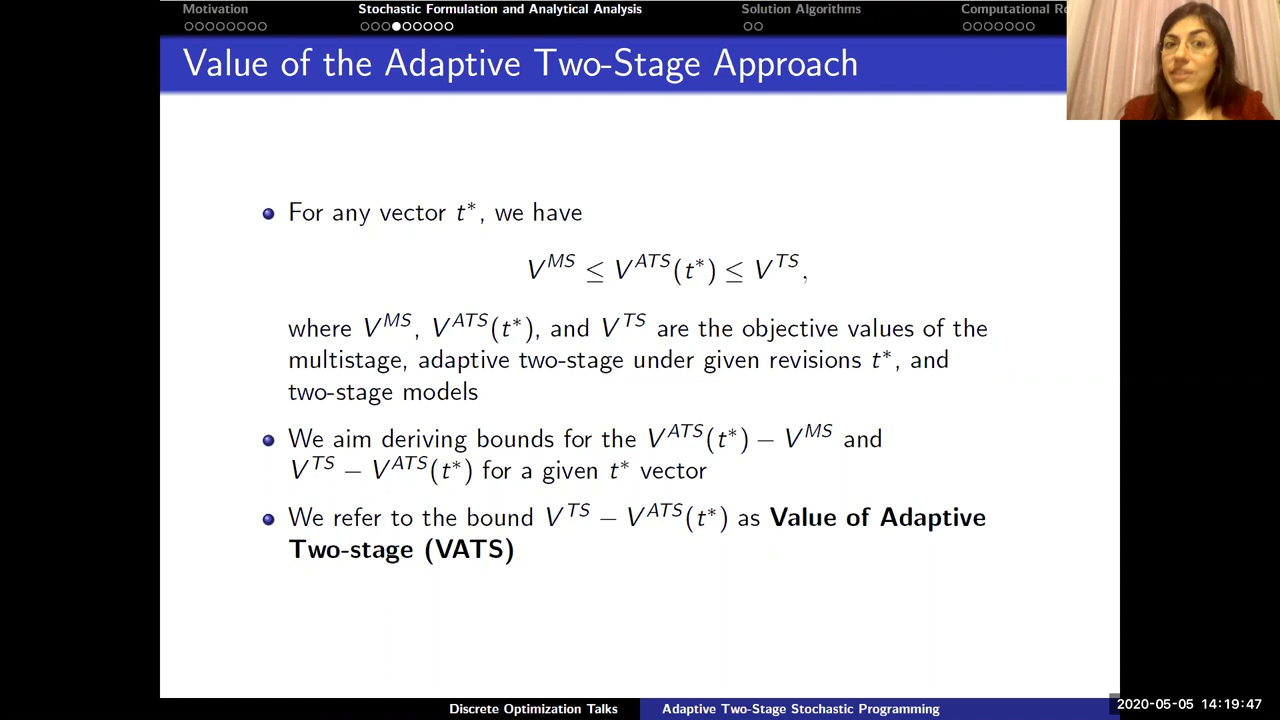 Motivation
Stochastic Formulation and Analytical Analysis
Solution Algorithms
Computational
Value of the Adaptive Two-Stage Approach
For any vector t*, we have
V^{MS} ≤ V^{ATS}(t*) ≤ V^{TS},
where V^{MS}, V^{ATS}(t*), and V^{TS} are the objective values of the
multistage, adaptive two-stage under given revisions t*, and
two-stage models
We aim deriving bounds for the V^{ATS}(t*) − V^{MS} and
V^{TS} − V^{ATS}(t*) for a given t* vector
We refer to the bound V^{TS} − V^{ATS}(t*) as Value of Adaptive
Two-stage (VATS)
Discrete Optimization Talks
Adaptive Two-Stage Stochastic Programming
2020-05-05 14:19:47